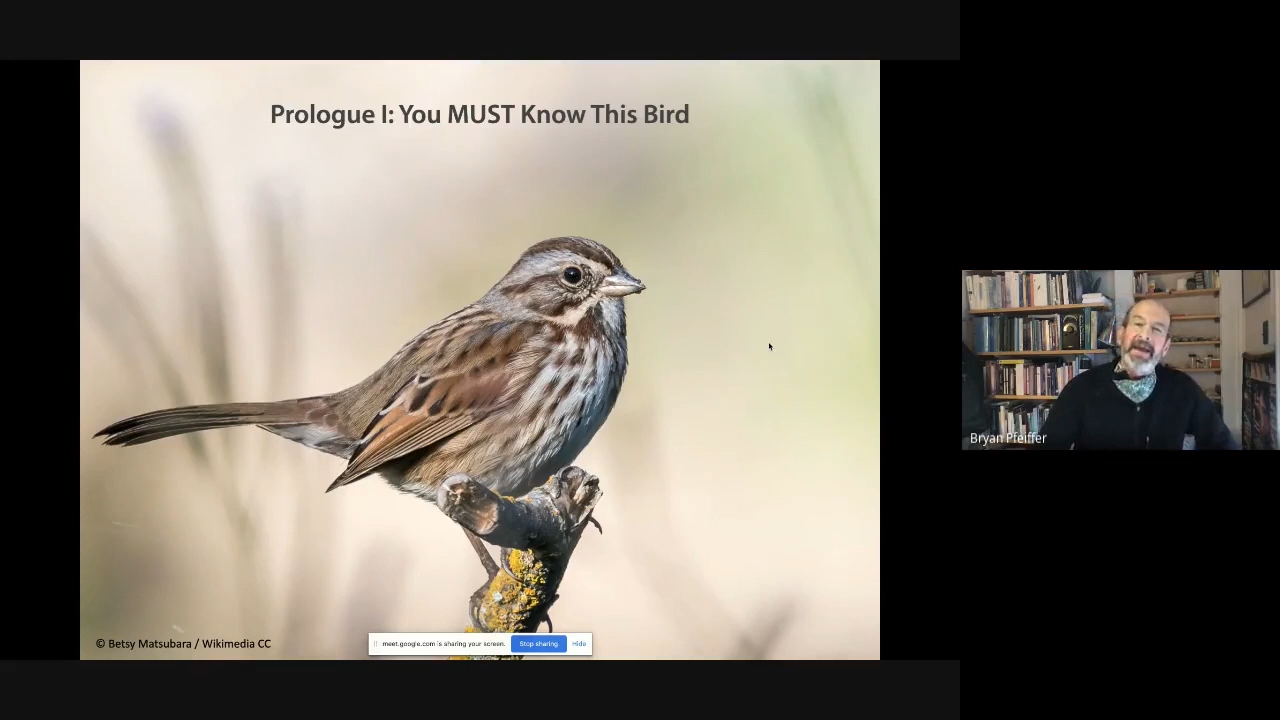 Prologue I: You MUST Know This Bird
Bryan Pfeiffer
© Betsy Matsubara / Wikimedia CC
meet.google.com is sharing your screen.
Stop sharing
Hide